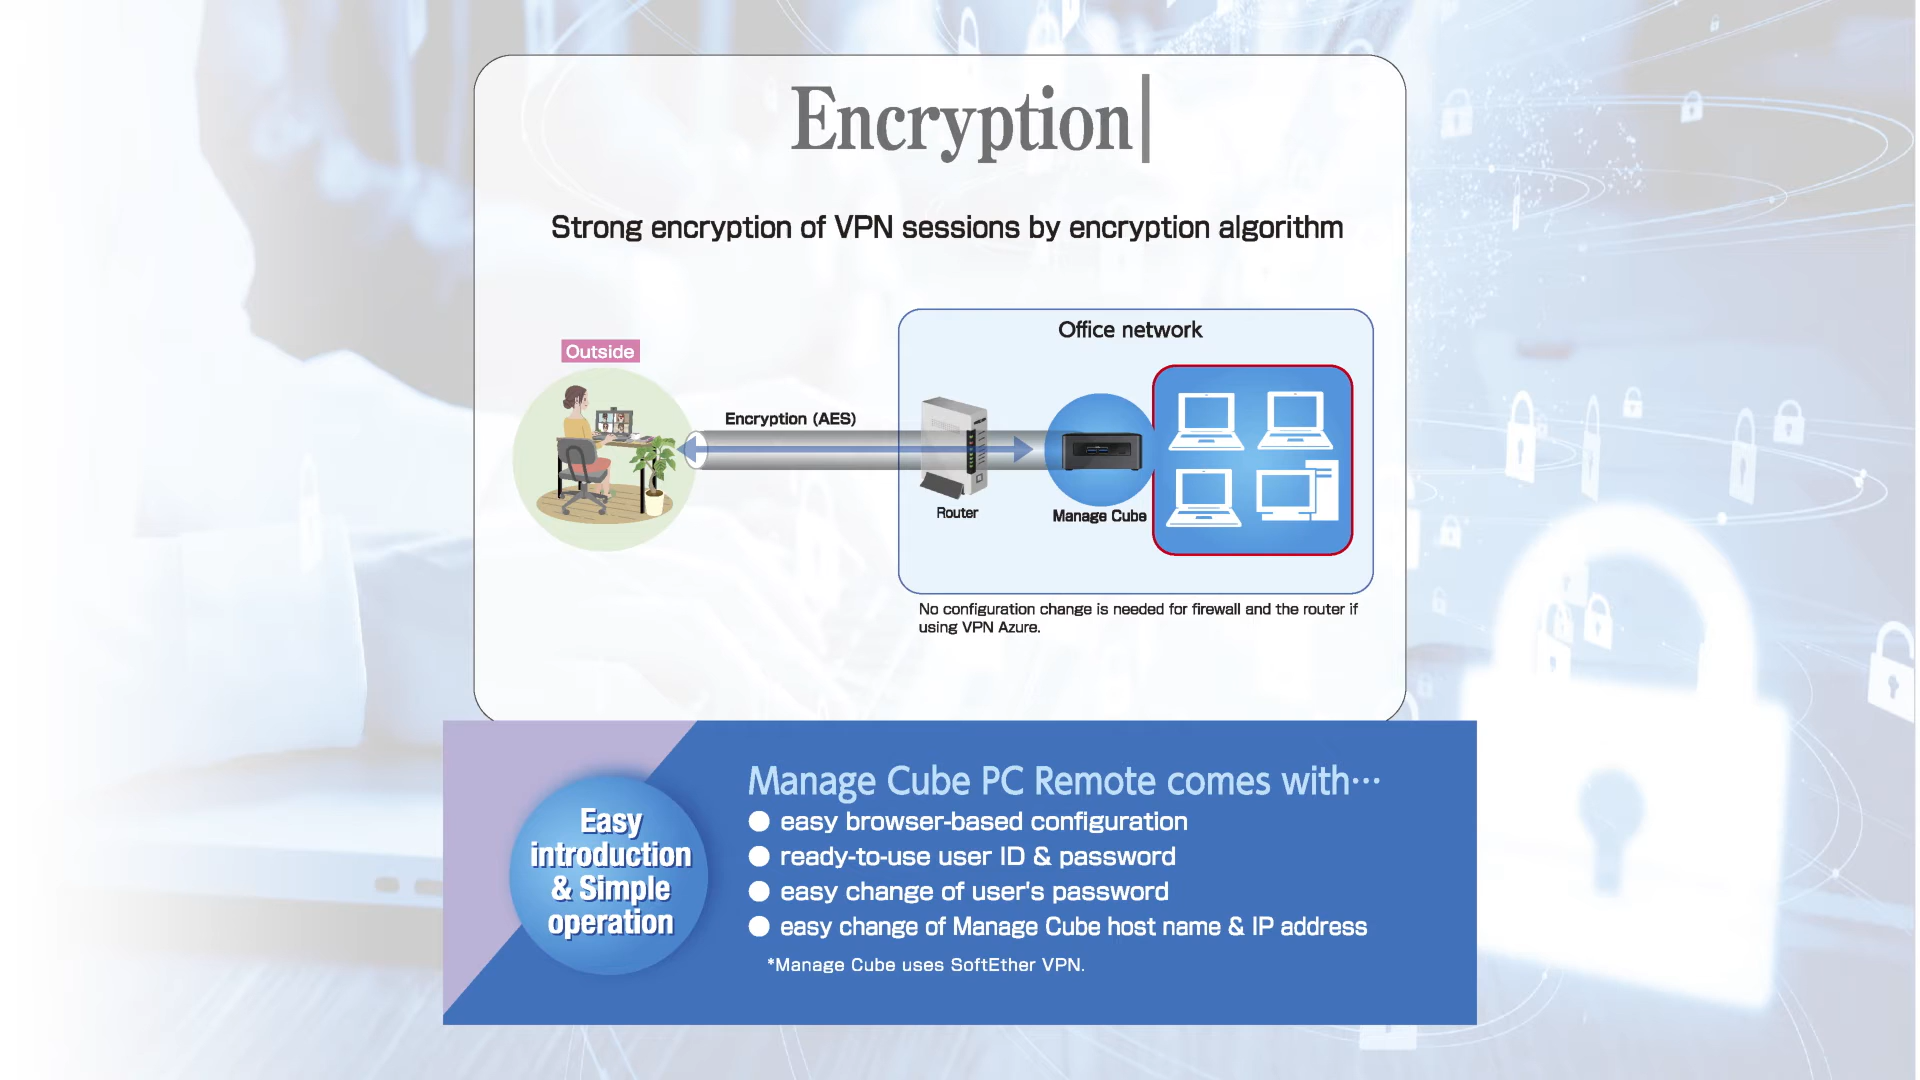 Encryption
Strong encryption of VPN sessions by encryption algorithm
Office network
Outside
Encryption (AES)
Router
Manage Cube
No configuration change is needed for firewall and the router if
using VPN Azure.
Easy
introduction
& Simple
operation
Manage Cube PC Remote comes with…
● easy browser-based configuration
● ready-to-use user ID & password
● easy change of user's password
● easy change of Manage Cube host name & IP address
*Manage Cube uses SoftEther VPN.